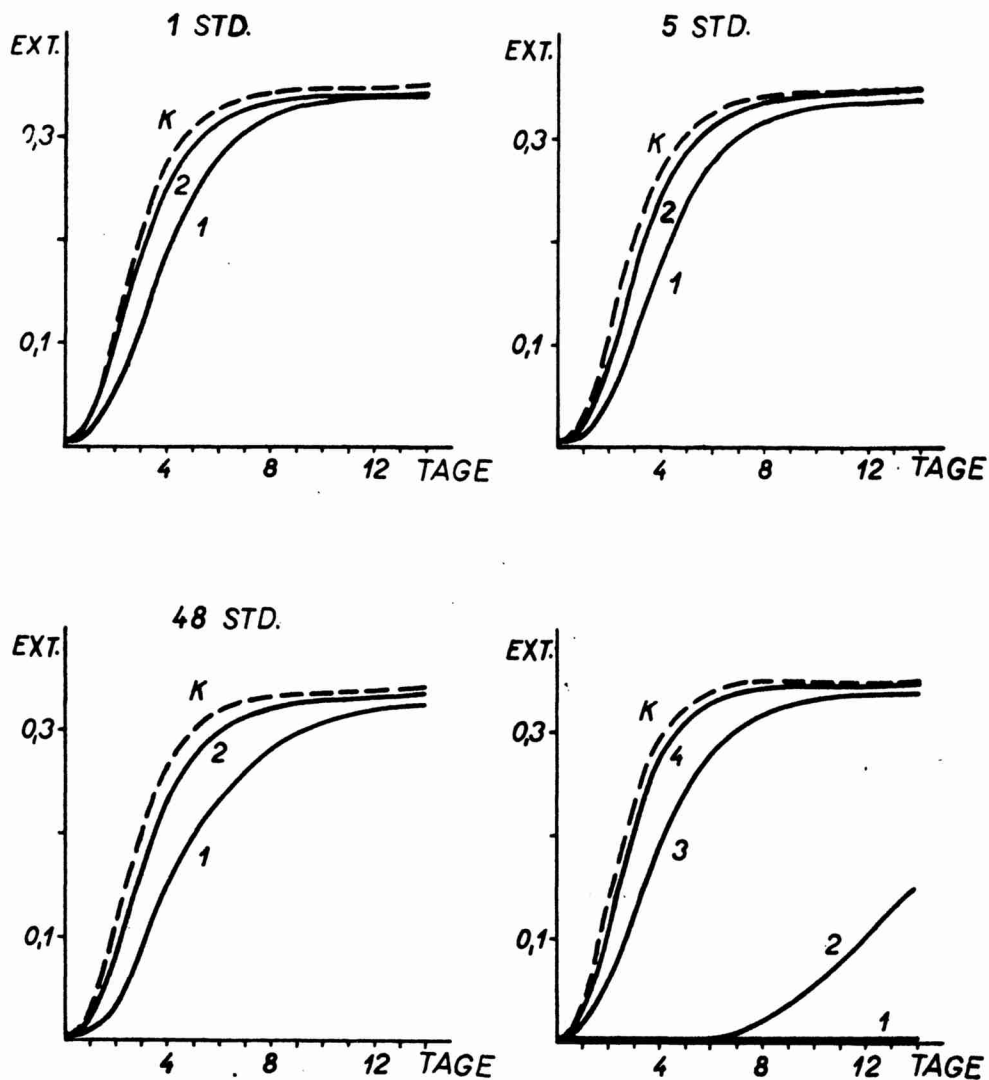 1 STD.
EXT.
K
0,3
2
1
0,1
4 8 12 TAGE
5 STD.
EXT.
K
0,3
2
1
0,1
4 8 12 TAGE
48 STD.
EXT.
K
0,3
2
1
0,1
4 8 12 TAGE
EXT.
K
0,3
4
3
0,1
2
1
4 8 12 TAGE